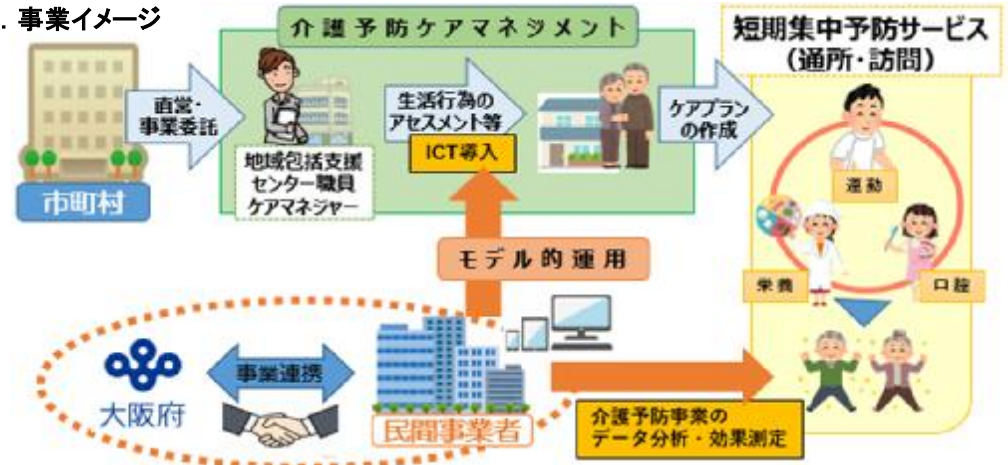 . 事業イメージ
介護予防ケアマネジメント
短期集中予防サービス
(通所・訪問)
直営・
事業委託
生活行為の
アセスメント等
ICT導入
ケアプラン
の作成
地域包括支援
センター職員
ケアマネジャー
市町村
運動
栄養
口腔
モデル的運用
大阪府
事業連携
民間事業者
介護予防事業の
データ分析・効果測定